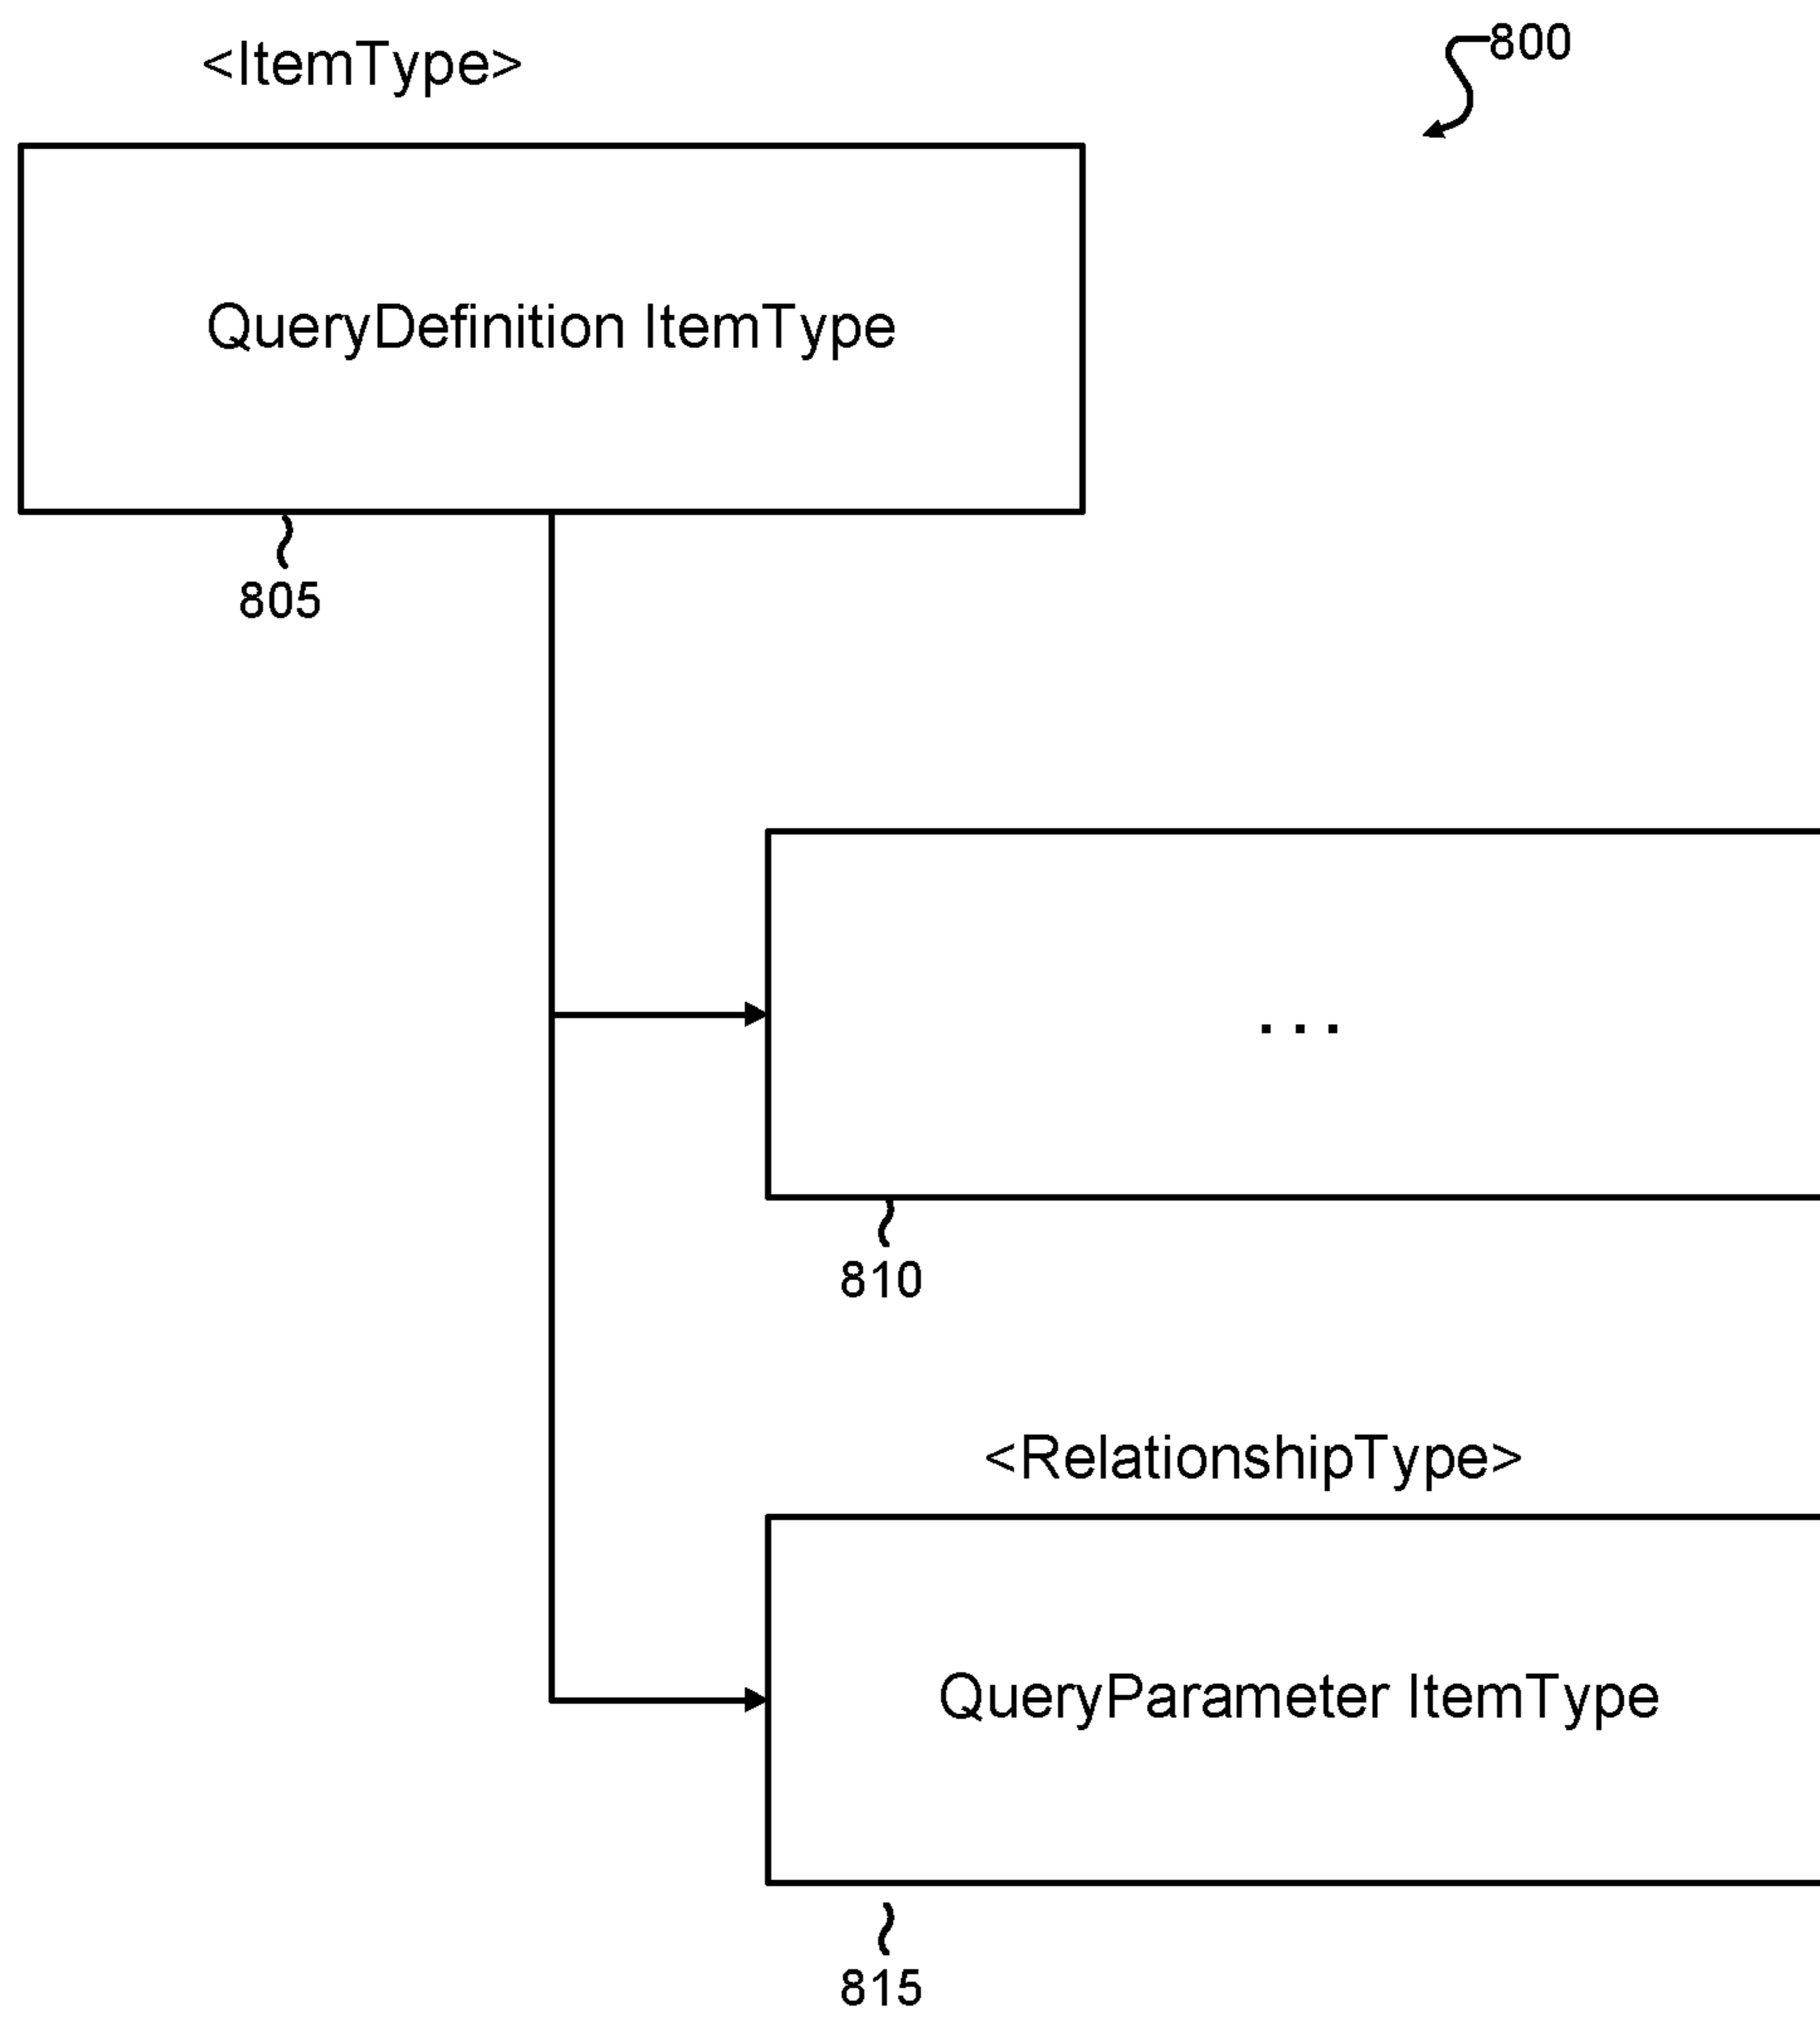 <ItemType>
800
QueryDefinition ItemType
805
...
810
<RelationshipType>
QueryParameter ItemType
815